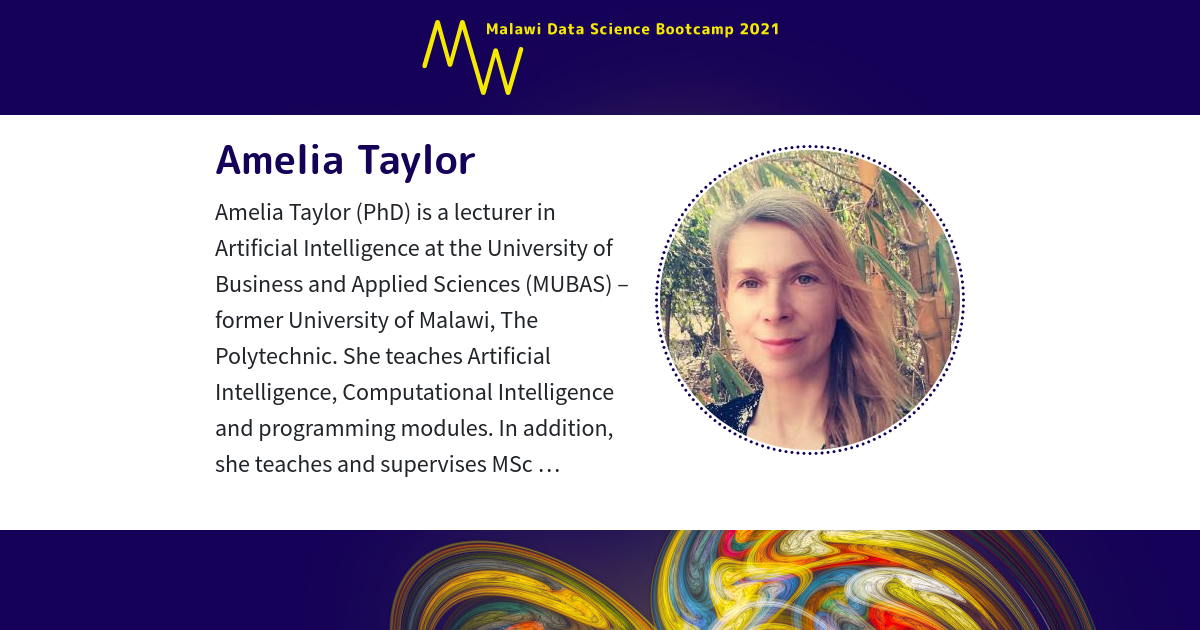 Malawi Data Science Bootcamp 2021
MW
Amelia Taylor
Amelia Taylor (PhD) is a lecturer in
Artificial Intelligence at the University of
Business and Applied Sciences (MUBAS) –
former University of Malawi, The
Polytechnic. She teaches Artificial
Intelligence, Computational Intelligence
and programming modules. In addition,
she teaches and supervises MSc …